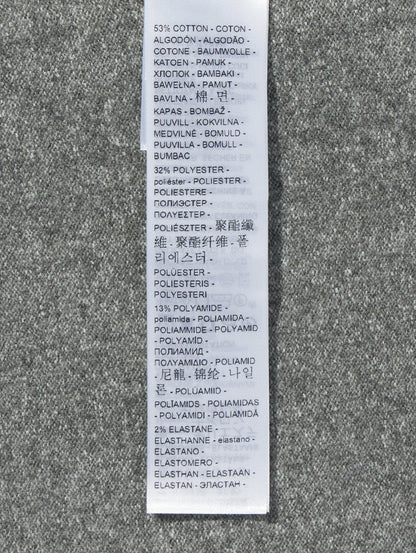 53% COTTON - COTON -
ALGODÓN - ALGODÃO -
COTONE - BAUMWOLLE -
KATOEN - PAMUK -
ХЛОПОК - ΒΑΜΒΑΚΙ -
BAWEŁNA - PAMUT -
BAVLNA - 棉 - 면 -
KAPAS - BOMBAŽ -
PUUVILL - KOKVILNA -
MEDVILNĖ - BOMULD -
PUUVILLA - BOMULL -
BUMBAC
32% POLYESTER -
poliéster - POLIESTER -
POLIESTERE -
ПОЛИЭСТЕР -
ΠΟΛΥΕΣΤΕΡ -
POLIÉSZTER - 聚酯纖
維 - 聚酯纤维 - 폴
리에스터 -
POLÜESTER -
POLIESTERIS -
POLYESTERI
13% POLYAMIDE -
poliamida - POLIAMIDA -
POLIAMMIDE - POLYAMID
- POLYAMİD -
ПОЛИАМИД -
ΠΟΛΥΑΜΙΔΙΟ - POLIAMID
- 尼龍 - 锦纶 - 나일
론 - POLÜAMIID -
POLĪAMIDS - POLIAMIDAS
- POLYAMIDI - POLIAMIDĂ
2% ELASTANE -
ELASTHANNE - elastano -
ELASTANO -
ELASTOMERO -
ELASTHAN - ELASTAAN -
ELASTAN - ЭЛАСТАН -